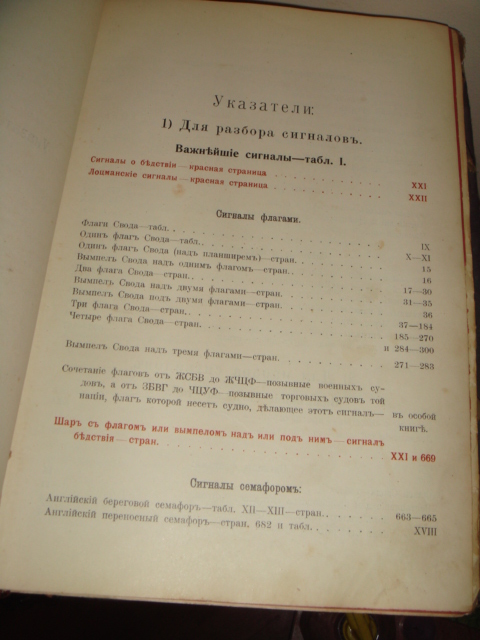 Указатели:
1) Для разбора сигналовъ.
Важнѣйшіе сигналы—табл. I.
Сигналы о бѣдствіи—красная страница . . . . . . . . . . XXI
Лоцманскіе сигналы—красная страница . . . . . . . . . . XXII
Сигналы флагами.
Флаги Свода—табл. . . . . . . . . . . . . IX
Одинъ флагъ Свода—табл. . . . . . . . . . . X—XI
Одинъ флагъ Свода (надъ планширемъ)—стран. . . . . . . 15
Вымпелъ Свода надъ однимъ флагомъ—стран. . . . . . . 16
Два флага Свода—стран. . . . . . . . . . . 17—30
Вымпелъ Свода надъ двумя флагами—стран. . . . . . . 31—35
Вымпелъ Свода подъ двумя флагами—стран. . . . . . . 36
Три флага Свода—стран. . . . . . . . . . . 37—184
Четыре флага Свода—стран. . . . . . . . . . 185—270
и 284—300
Вымпелъ Свода надъ тремя флагами—стран. . . . . . . 271—283
Сочетаніе флаговъ отъ ЖСБВ до ЖЧЩФ—позывные военныхъ су-
довъ, а отъ ЗБВГ до ЧЩУФ—позывные торговыхъ судовъ той
націи, флагъ которой несетъ судно, дѣлающее этотъ сигналъ— въ особой
книгѣ.
Шаръ съ флагомъ или вымпеломъ надъ или подъ нимъ—сигналъ
бѣдствія—стран. . . . . . . . . . . . . XXI и 669
Сигналы семафоромъ:
Англійскій береговой семафоръ—табл. XII—XIII—стран. . . . . . 663—665
Англійскій переносный семафоръ—стран. 682 и табл. . . . . . . XVIII